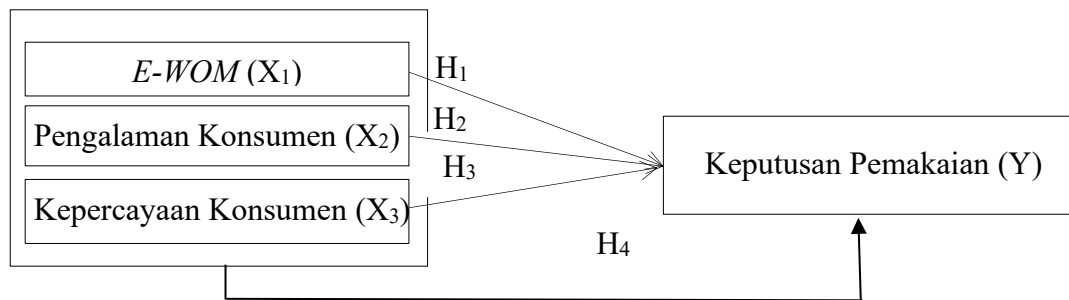 E-WOM (X1)
H1
Pengalaman Konsumen (X2)
H2
H3
Kepercayaan Konsumen (X3)
Keputusan Pemakaian (Y)
H4